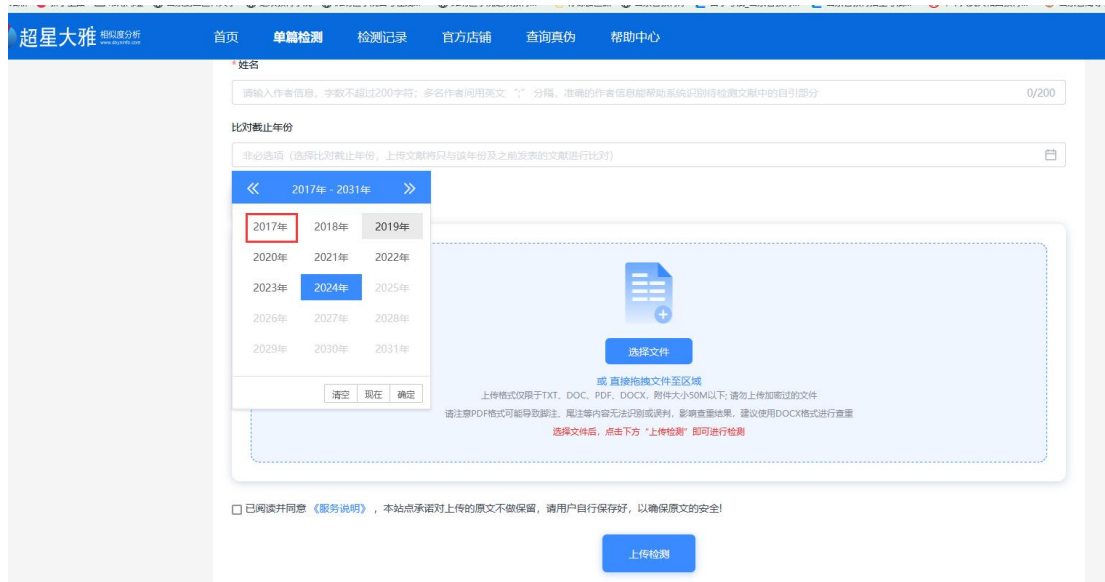 超星大雅 相似度分析
首页 单篇检测 检测记录 官方店铺 查询真伪 帮助中心
*姓名
请输入作者信息，字数不超过200字符；多名作者间用英文“;”分隔，准确的作者信息能帮助系统识别待检测文献中的自引部分 0/200
比对截止年份
非必选项（选择比对截止年份，上传文献将只与该年份及之前发表的文献进行比对）
2017年 - 2031年
2017年 2018年 2019年
2020年 2021年 2022年
2023年 2024年 2025年
2026年 2027年 2028年
2029年 2030年 2031年
清空 现在 确定
选择文件
或 直接拖拽文件至区域
上传格式仅限于TXT、DOC、PDF、DOCX，附件大小50M以下; 请勿上传加密过的文件
请注意PDF格式可能导致脚注、尾注等内容无法识别或误判，影响查重结果，建议使用DOCX格式进行查重
选择文件后，点击下方“上传检测”即可进行检测
已阅读并同意《服务说明》，本站点承诺对上传的原文不做保留，请用户自行保存好，以确保原文的安全!
上传检测